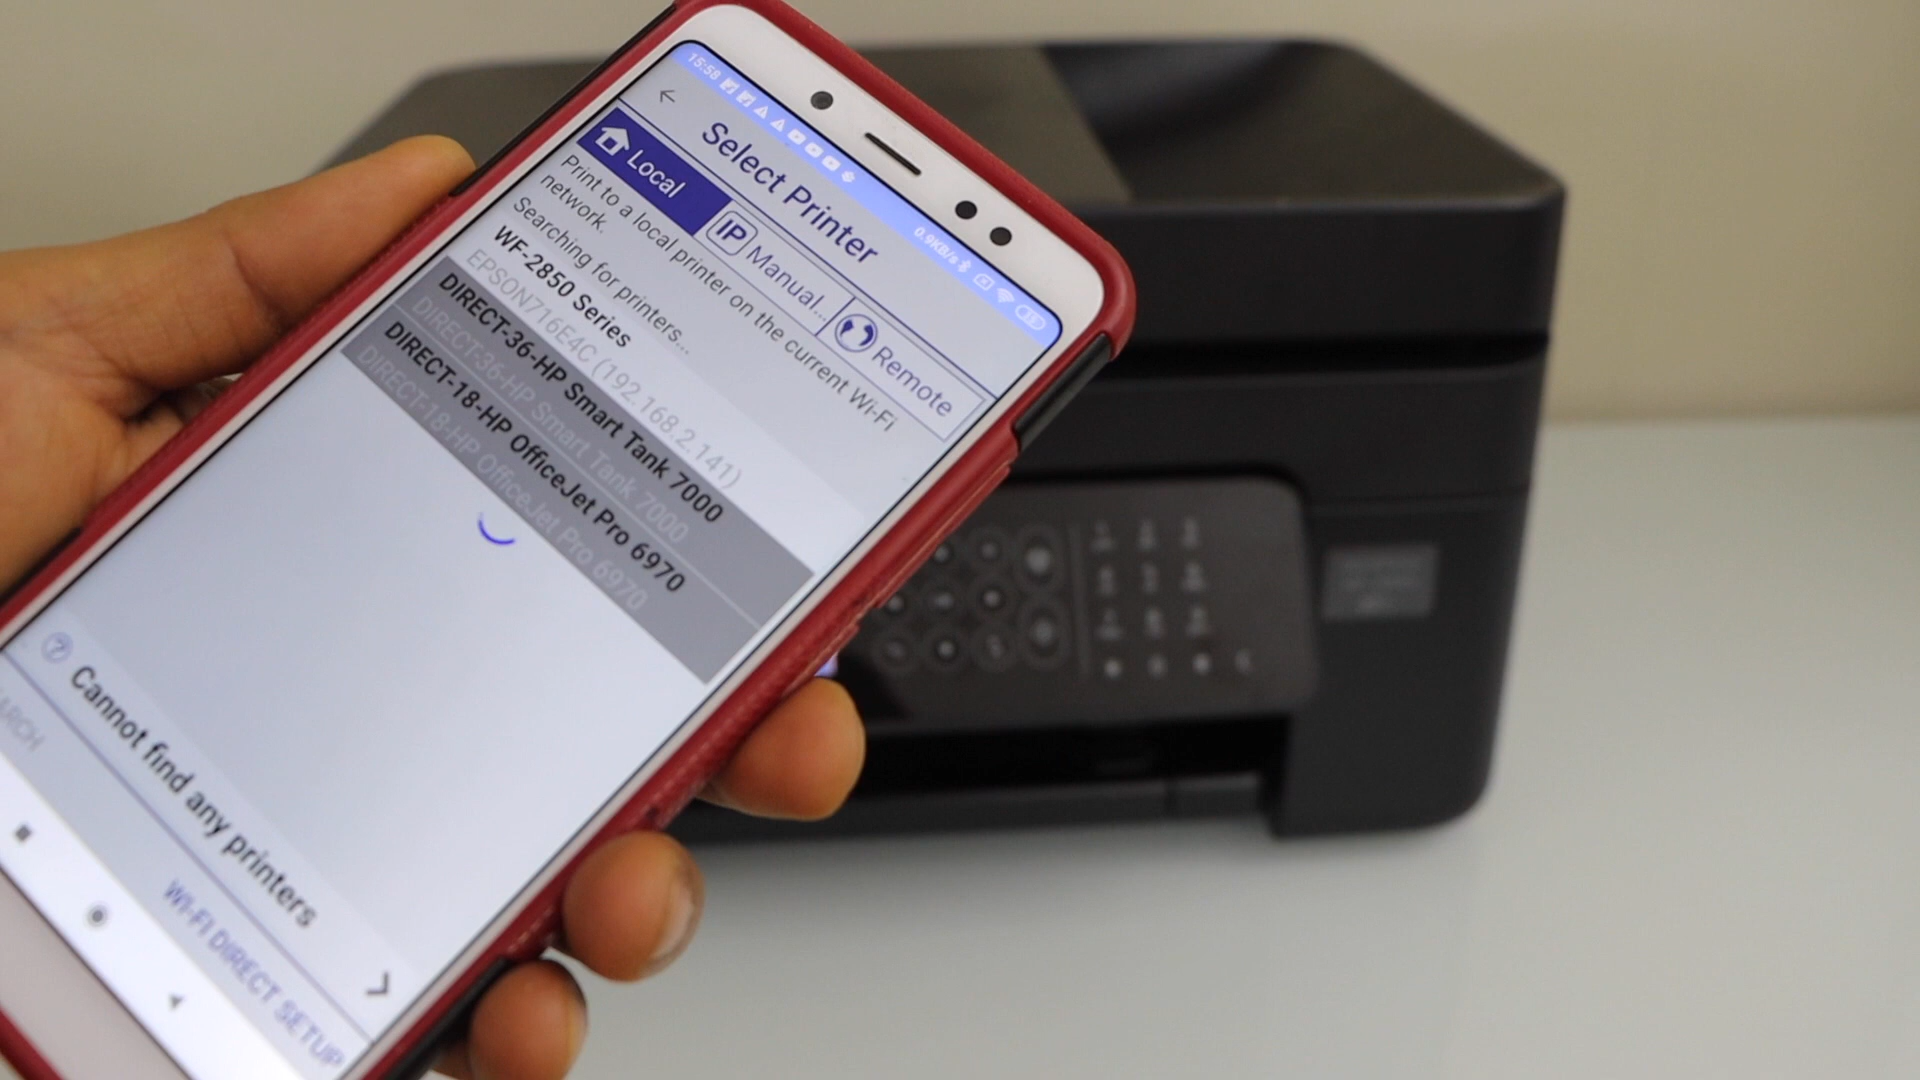 15:58
0.9KB/s
Select Printer
Local
IP Manual...
Remote
Print to a local printer on the current Wi-Fi
network.
Searching for printers...
WF-2850 Series
EPSON716E4C (192.168.2.141)
DIRECT-36-HP Smart Tank 7000
DIRECT-36-HP Smart Tank 7000
DIRECT-18-HP OfficeJet Pro 6970
DIRECT-18-HP OfficeJet Pro 6970
? Cannot find any printers
ARCH
WI-FI DIRECT SETUP